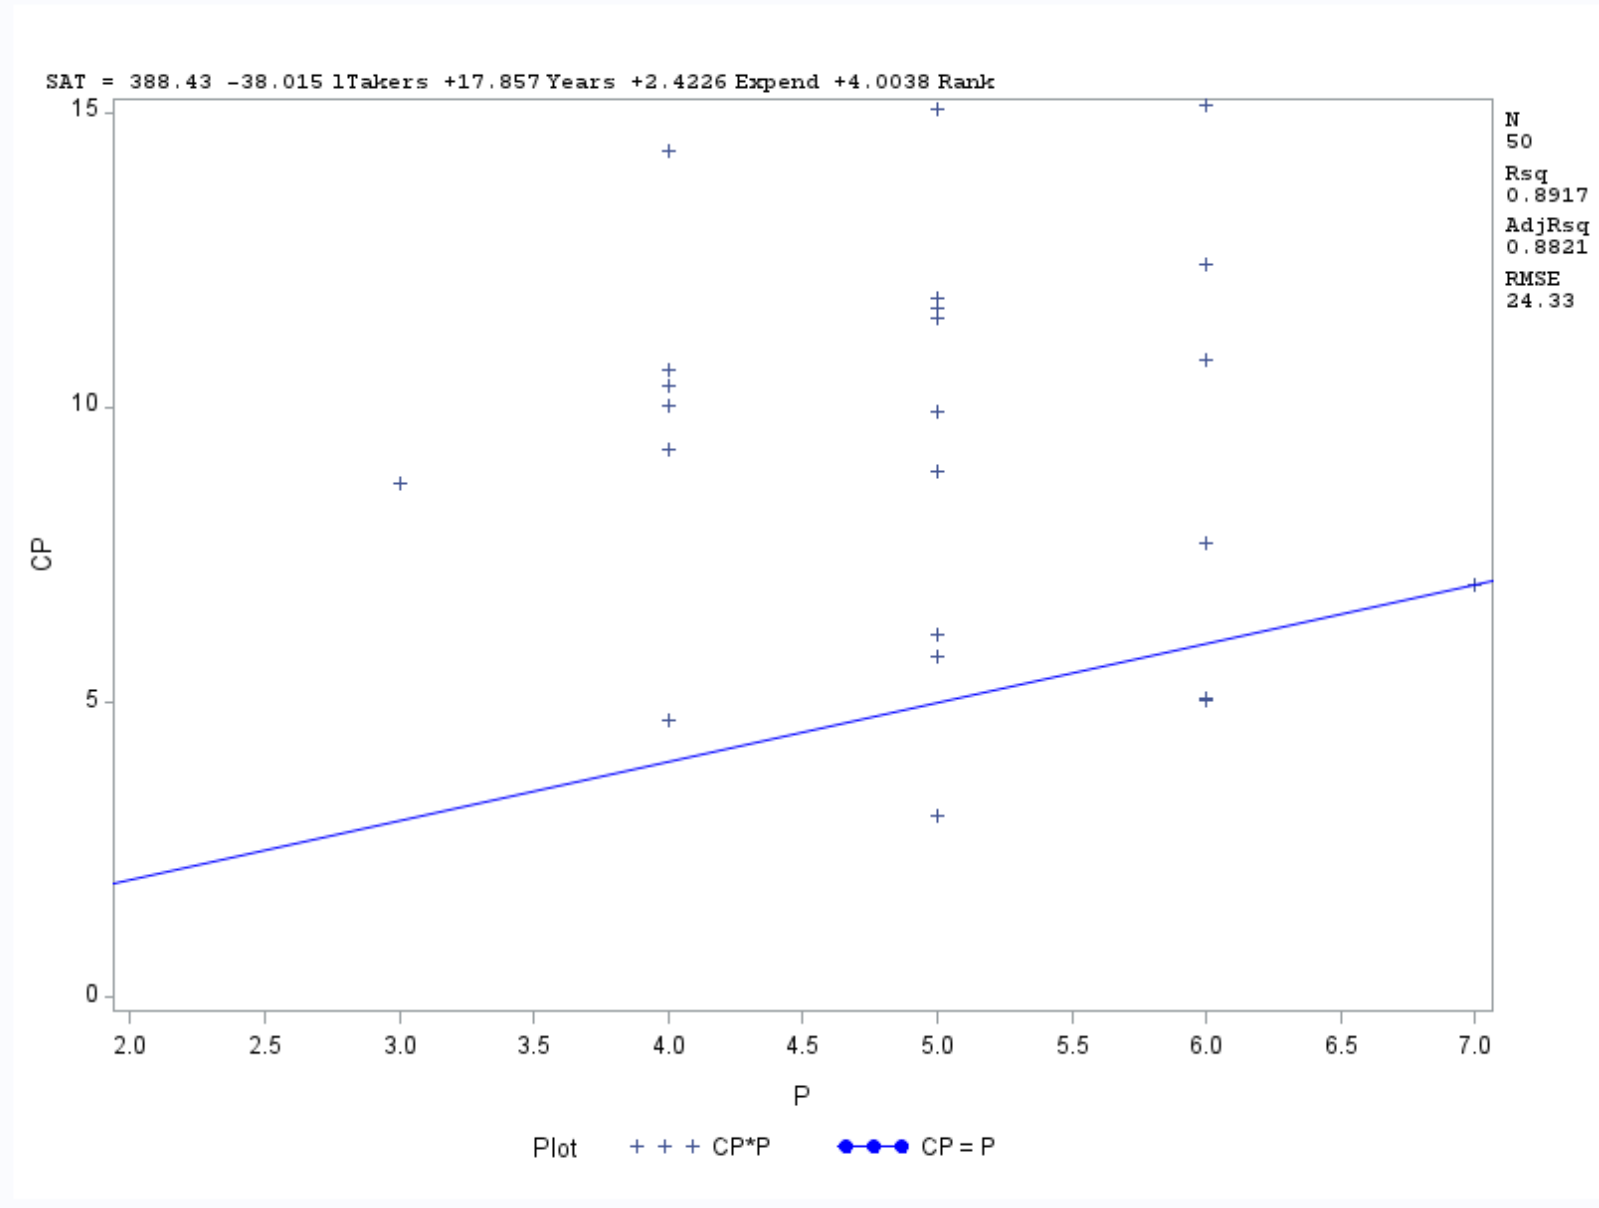 SAT = 388.43 -38.015 lTakers +17.857 Years +2.4226 Expend +4.0038 Rank
15
10
5
0
CP
2.0 2.5 3.0 3.5 4.0 4.5 5.0 5.5 6.0 6.5 7.0
P
N
50
Rsq
0.8917
AdjRsq
0.8821
RMSE
24.33
Plot CP*P CP = P